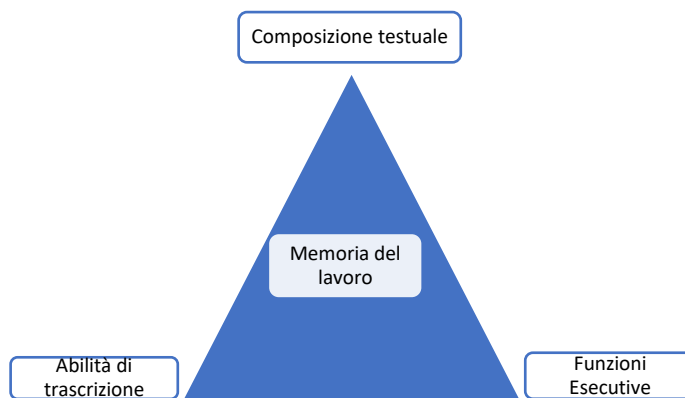 Composizione testuale
Memoria del
lavoro
Abilità di
trascrizione
Funzioni
Esecutive